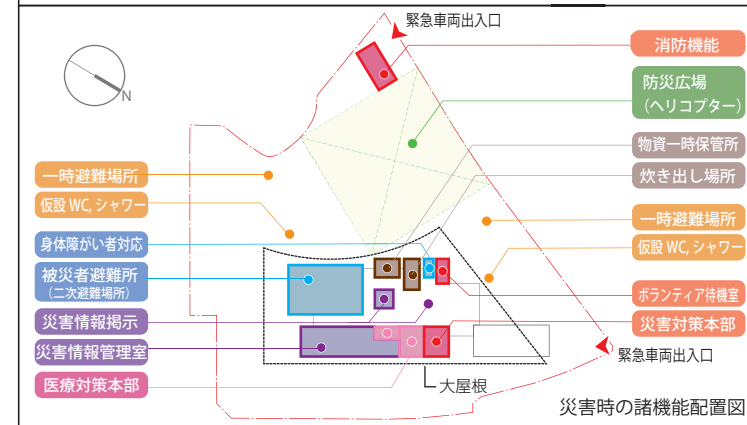 緊急車両出入口
消防機能
防災広場
（ヘリコプター）
N
物資一時保管所
炊き出し場所
一時避難場所
仮設 WC, シャワー
身体障がい者対応
被災者避難所
（二次避難場所）
災害情報掲示
災害情報管理室
医療対策本部
一時避難場所
仮設 WC, シャワー
ボランティア待機室
災害対策本部
緊急車両出入口
大屋根
災害時の諸機能配置図